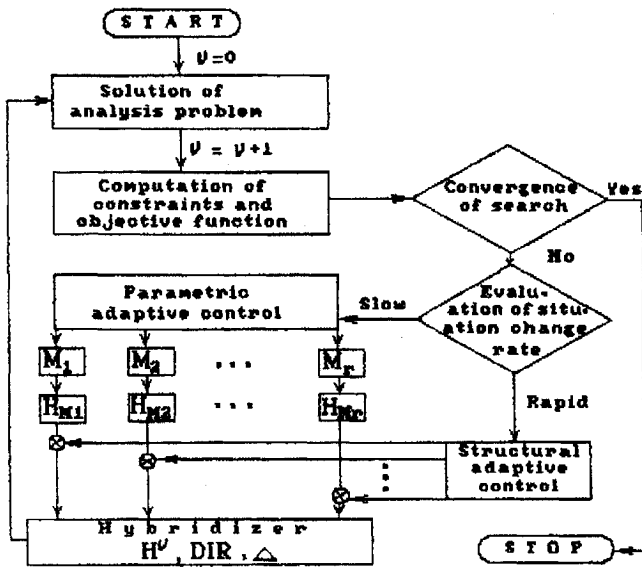 START
ν=0
Solution of
analysis problem
ν = ν+1
Computation of
constraints and
objective function
Convergence
of search
Yes
No
Parametric
adaptive control
Slow
Evalu-
ation of situ-
ation change
rate
M1 M2 ... Mr
HM1 HM2 ... HMr
Rapid
Structural
adaptive
control
Hybridizer
Hν, DIR, △
STOP